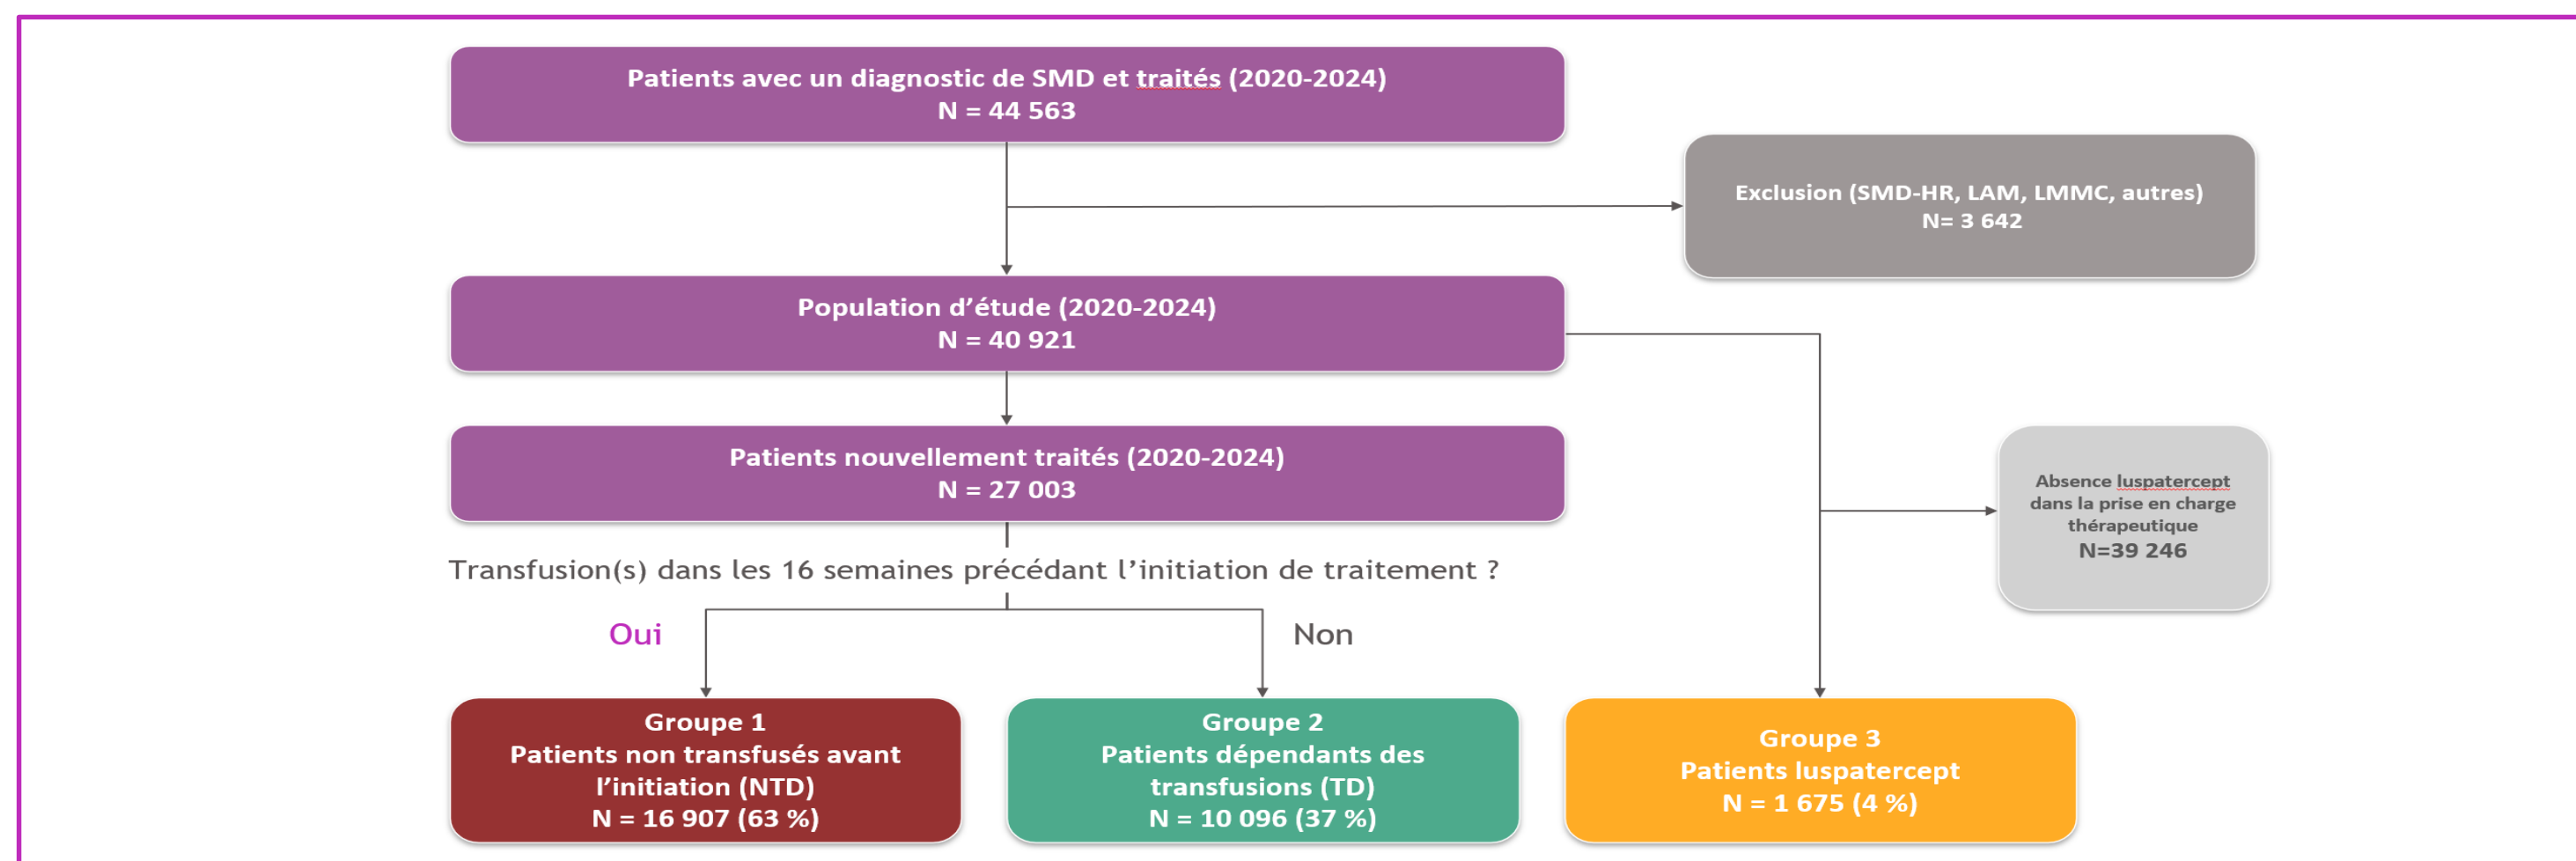 Patients avec un diagnostic de SMD et traités (2020-2024)
N = 44 563
Exclusion (SMD-HR, LAM, LMMC, autres)
N= 3 642
Population d’étude (2020-2024)
N = 40 921
Patients nouvellement traités (2020-2024)
N = 27 003
Absence luspatercept
dans la prise en charge
thérapeutique
N=39 246
Transfusion(s) dans les 16 semaines précédant l’initiation de traitement ?
Oui
Non
Groupe 1
Patients non transfusés avant
l’initiation (NTD)
N = 16 907 (63 %)
Groupe 2
Patients dépendants des
transfusions (TD)
N = 10 096 (37 %)
Groupe 3
Patients luspatercept
N = 1 675 (4 %)